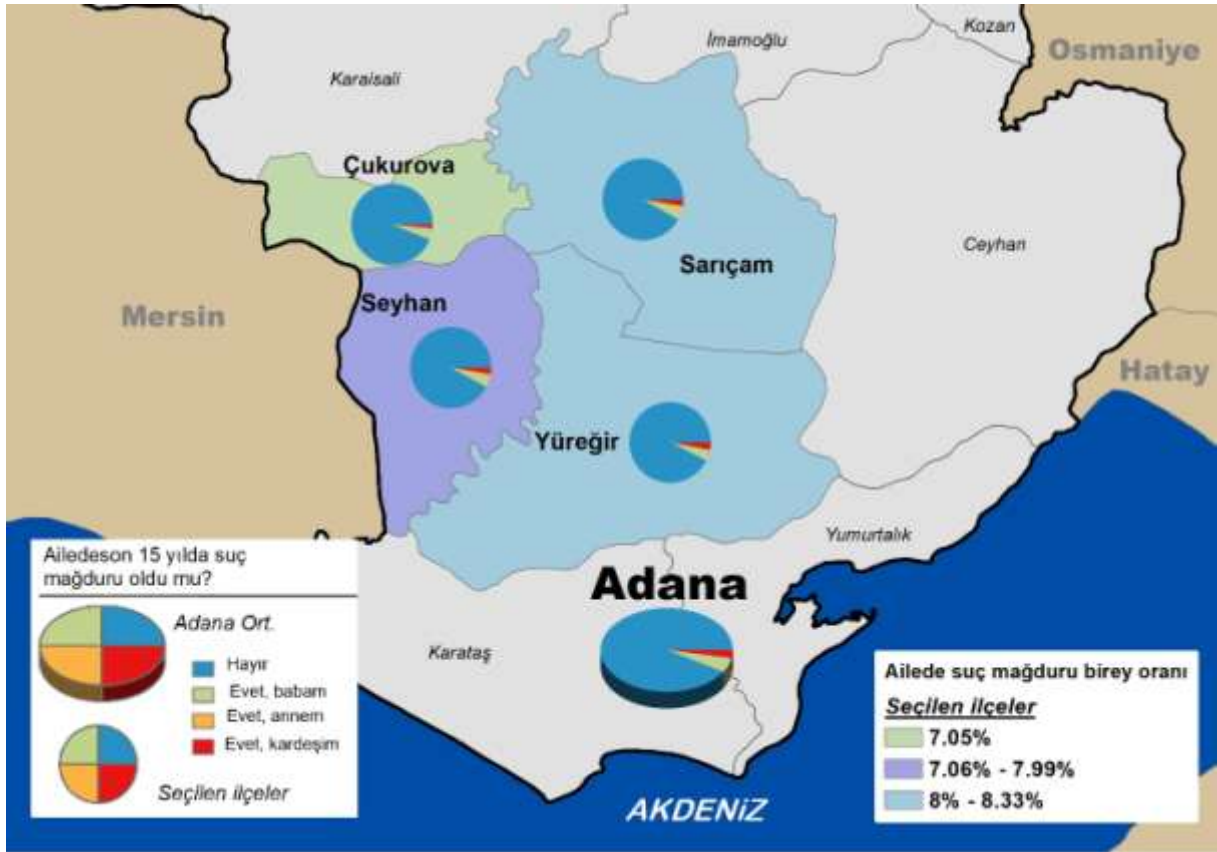 Kozan
İmamoğlu
Osmaniye
Karaisali
Çukurova
Ceyhan
Sarıçam
Seyhan
Mersin
Hatay
Yüreğir
Yumurtalık
Adana
Karataş
AKDENİZ
Ailedeson 15 yılda suç
mağduru oldu mu?
Adana Ort.
Hayır
Evet, babam
Evet, annem
Evet, kardeşim
Seçilen ilçeler
Ailede suç mağduru birey oranı
Seçilen ilçeler
7.05%
7.06% - 7.99%
8% - 8.33%